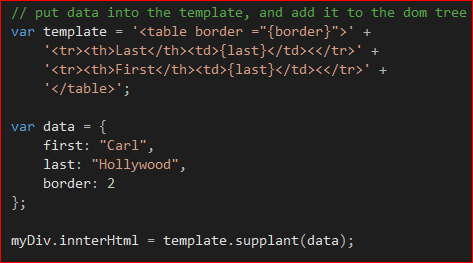 // put data into the template, and add it to the dom tree
var template = '<table border ="{border}">' +
'<tr><th>Last</th><td>{last}</td><</tr>' +
'<tr><th>First</th><td>{last}</td><</tr>' +
'</table>';
var data = {
first: "Carl",
last: "Hollywood",
border: 2
};
myDiv.innterHtml = template.supplant(data);